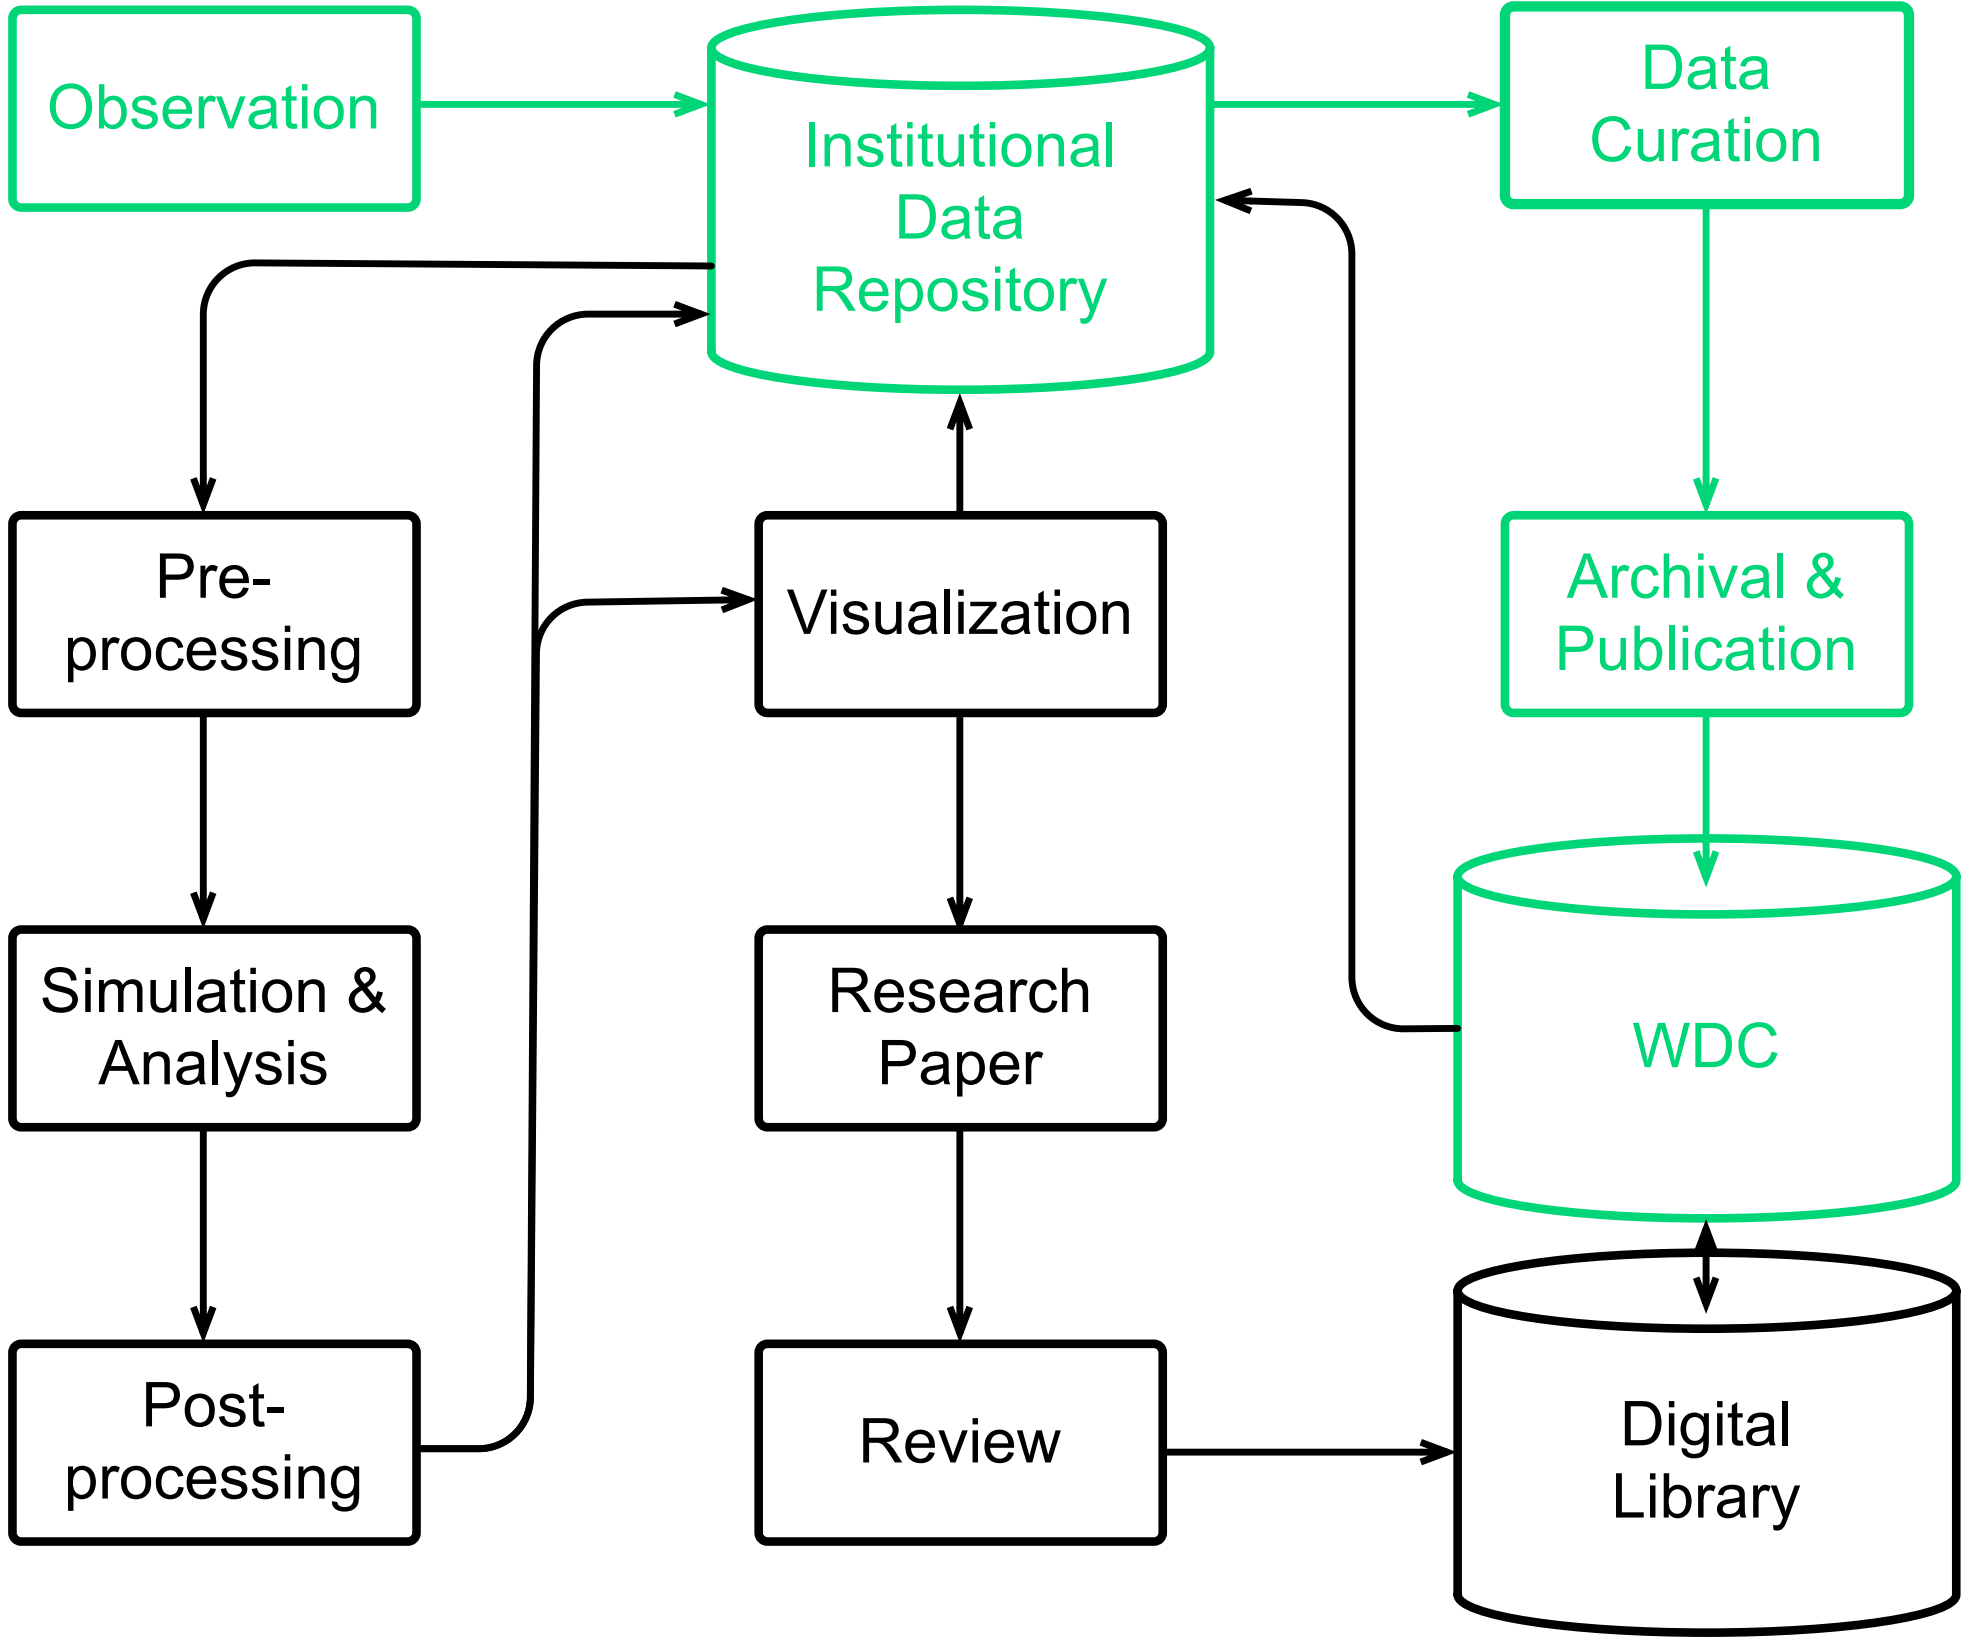 Observation
Institutional
Data
Repository
Data
Curation
Pre-
processing
Visualization
Archival &
Publication
Simulation &
Analysis
Research
Paper
WDC
Post-
processing
Review
Digital
Library